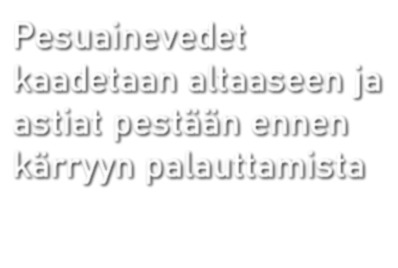 Pesuainevedet
kaadetaan altaaseen ja
astiat pestään ennen
kärryyn palauttamista